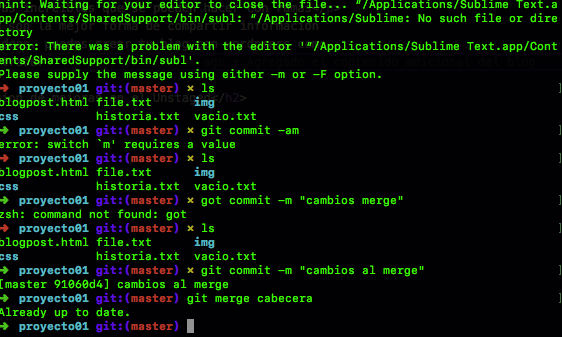 hint: Waiting for your editor to close the file... “/Applications/Sublime Text.a
pp/Contents/SharedSupport/bin/subl: “/Applications/Sublime: No such file or dire
ctory
error: There was a problem with the editor '“/Applications/Sublime Text.app/Cont
ents/SharedSupport/bin/subl'.
Please supply the message using either -m or -F option.
➜  proyecto01 git:(master) ✗ ls
blogpost.html file.txt      img
css           historia.txt  vacio.txt
➜  proyecto01 git:(master) ✗ git commit -am
error: switch `m' requires a value
➜  proyecto01 git:(master) ✗ ls
blogpost.html file.txt      img
css           historia.txt  vacio.txt
➜  proyecto01 git:(master) ✗ got commit -m "cambios merge"
zsh: command not found: got
➜  proyecto01 git:(master) ✗ ls
blogpost.html file.txt      img
css           historia.txt  vacio.txt
➜  proyecto01 git:(master) ✗ git commit -m "cambios al merge"
[master 91060d4] cambios al merge
➜  proyecto01 git:(master) git merge cabecera
Already up to date.
➜  proyecto01 git:(master)